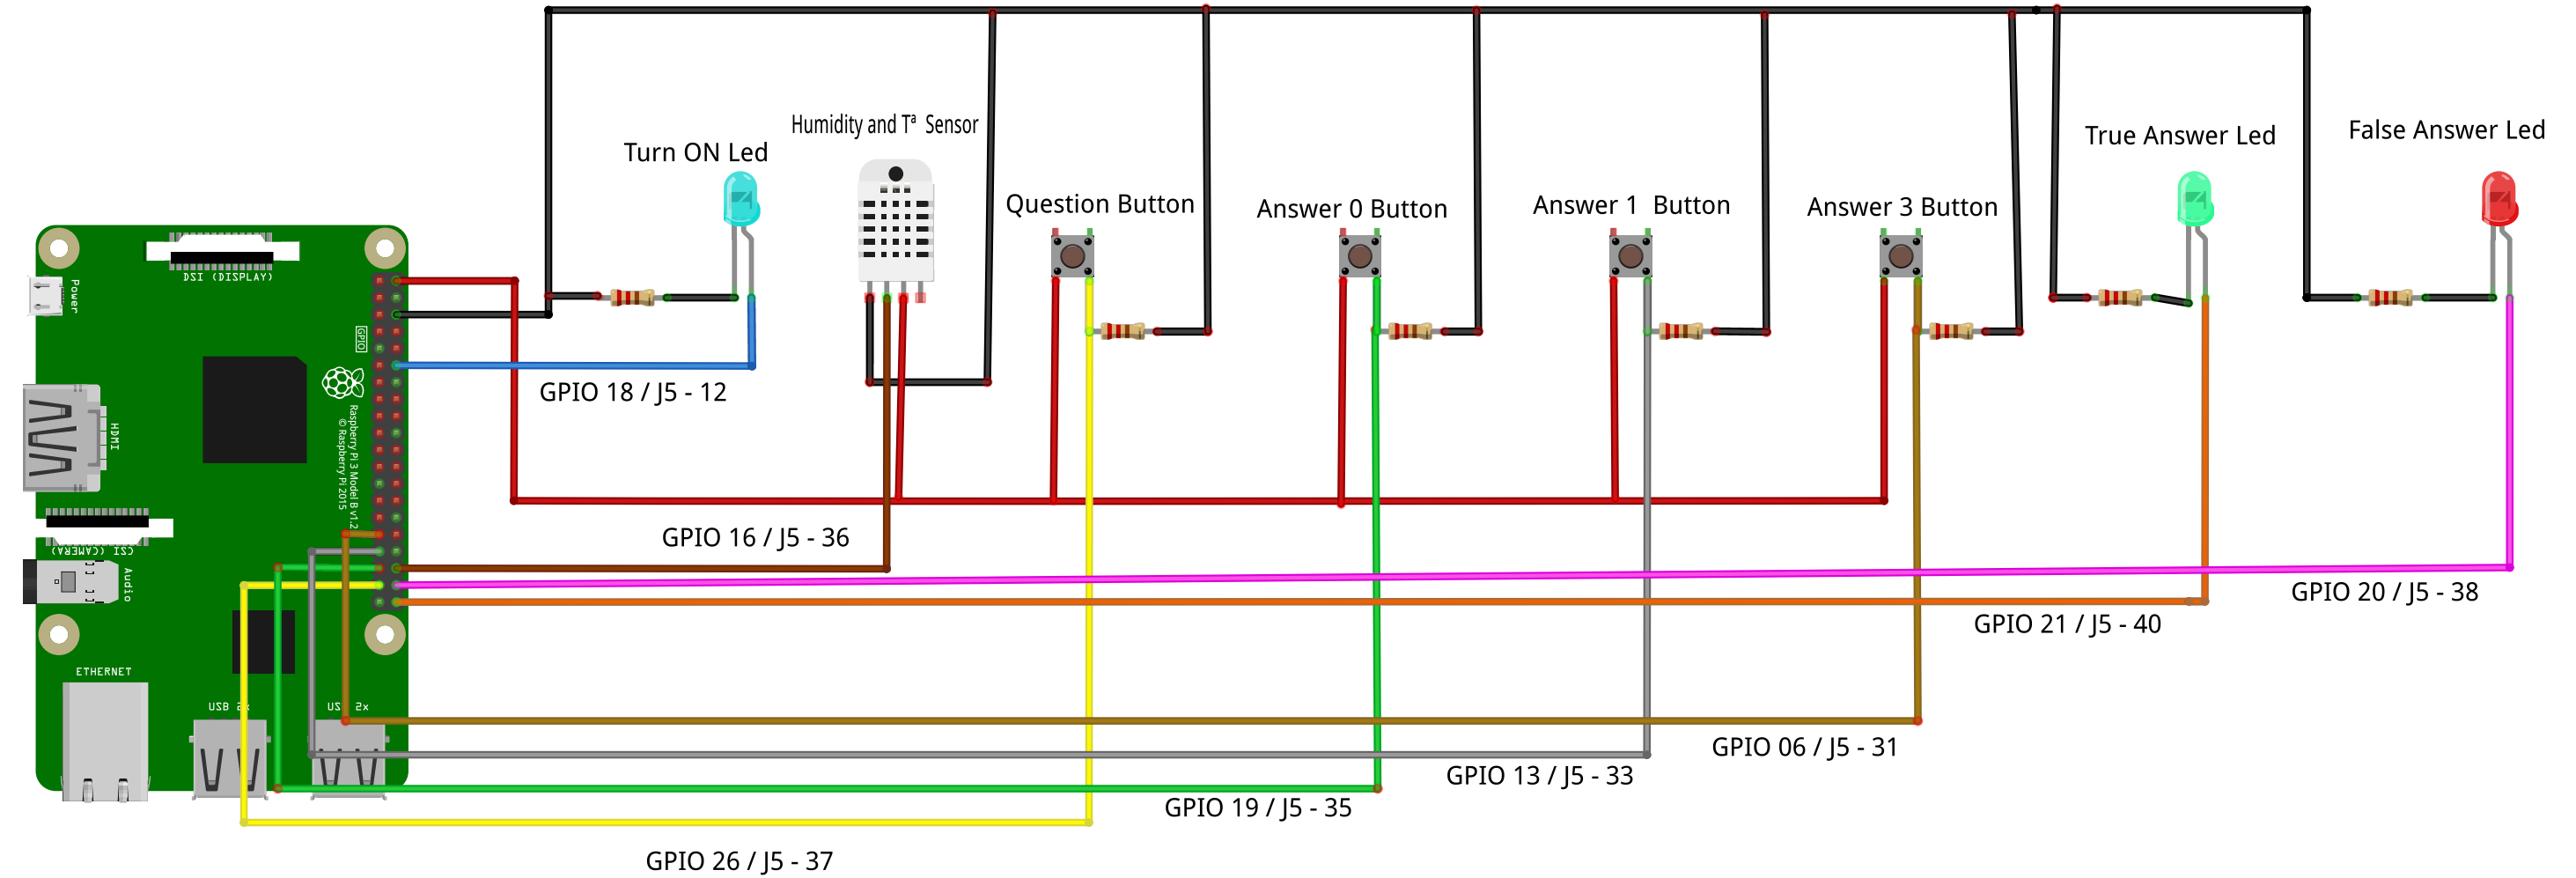 Humidity and Tª Sensor
Turn ON Led
True Answer Led
False Answer Led
Question Button
Answer 0 Button
Answer 1 Button
Answer 3 Button
DSI (DISPLAY)
Power
GPIO
HDMI
Raspberry Pi 3 Model B v1.2
© Raspberry Pi 2015
CSI (CAMERA)
Audio
ETHERNET
USB 2x
USB 2x
GPIO 18 / J5 - 12
GPIO 16 / J5 - 36
GPIO 20 / J5 - 38
GPIO 21 / J5 - 40
GPIO 06 / J5 - 31
GPIO 13 / J5 - 33
GPIO 19 / J5 - 35
GPIO 26 / J5 - 37